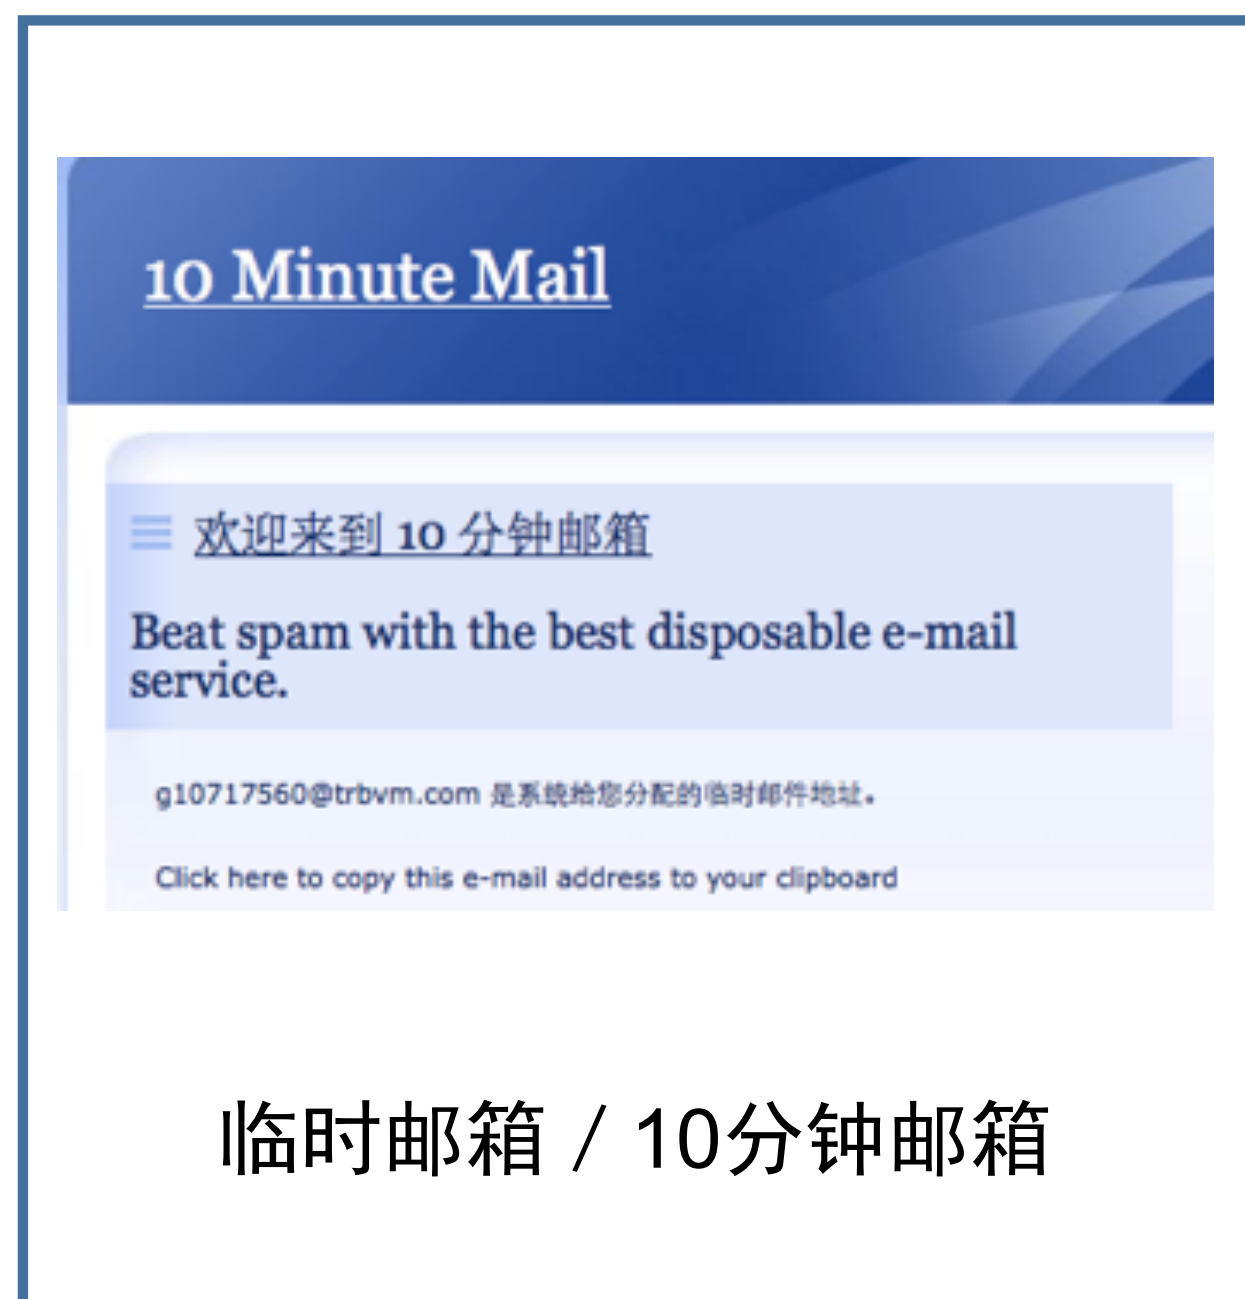 10 Minute Mail
欢迎来到 10 分钟邮箱
Beat spam with the best disposable e-mail
service.
g10717560@trbvm.com 是系统给您分配的临时邮件地址。
Click here to copy this e-mail address to your clipboard
临时邮箱 / 10分钟邮箱